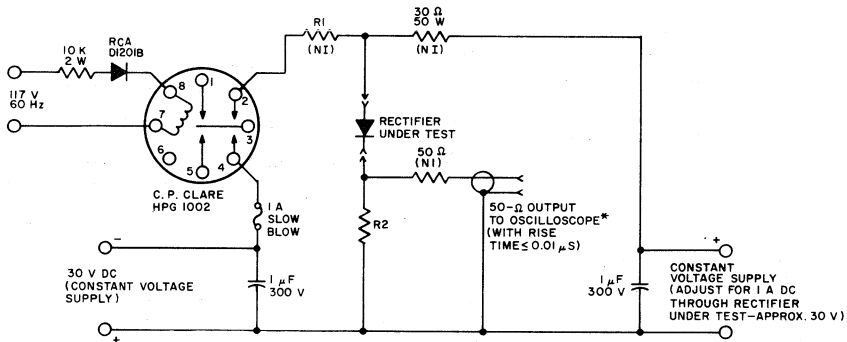 30 Ω
50 W
(NI)
R1
(NI)
RCA
D1201B
10 K
2 W
117 V
60 Hz
1
2
3
4
5
6
7
8
C. P. CLARE
HPG 1002
RECTIFIER
UNDER TEST
50 Ω
(NI)
R2
50-Ω OUTPUT
TO OSCILLOSCOPE*
(WITH RISE
TIME ≤ 0.01 μS)
1 A
SLOW
BLOW
−
30 V DC
(CONSTANT VOLTAGE
SUPPLY)
+
1 μF
300 V
1 μF
300 V
+
CONSTANT
VOLTAGE SUPPLY
(ADJUST FOR 1 A DC
THROUGH RECTIFIER
UNDER TEST–APPROX. 30 V)
−